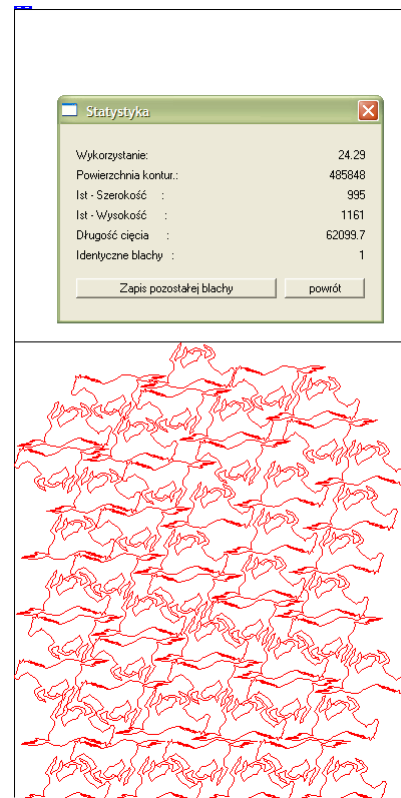 Statystyka
Wykorzystanie: 24.29
Powierzchnia kontur.: 485848
Ist - Szerokość : 995
Ist - Wysokość : 1161
Długość cięcia : 62099.7
Identyczne blachy : 1
Zapis pozostałej blachy powrót